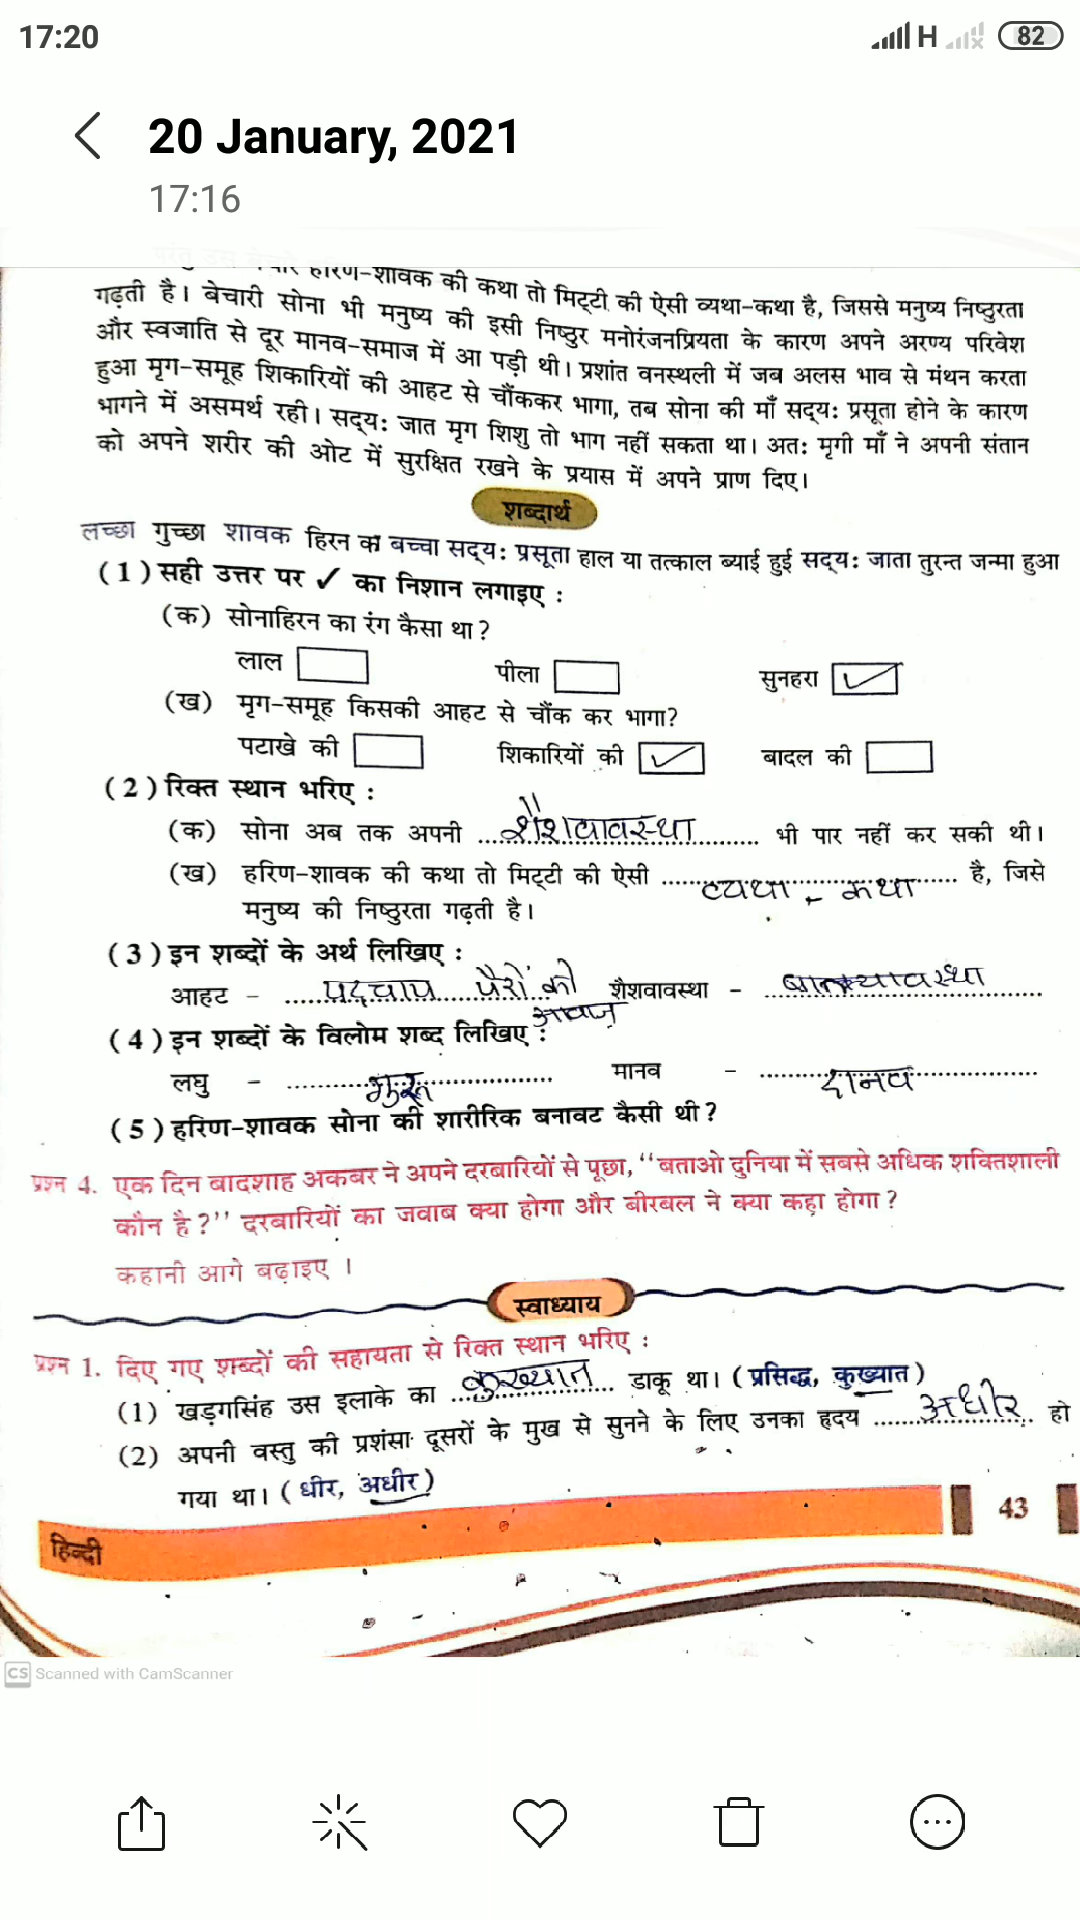 17:20
H 82
20 January, 2021
17:16
हरिण-शावक की कथा तो मिट्टी की ऐसी व्यथा-कथा है, जिससे मनुष्य निष्ठुरता
गढ़ती है। बेचारी सोना भी मनुष्य की इसी निष्ठुर मनोरंजनप्रियता के कारण अपने अरण्य परिवेश
और स्वजाति से दूर मानव-समाज में आ पड़ी थी। प्रशांत वनस्थली में जब अलस भाव से मंथन करता
हुआ मृग-समूह शिकारियों की आहट से चौंककर भागा, तब सोना की माँ सद्य: प्रसूता होने के कारण
भागने में असमर्थ रही। सद्य: जात मृग शिशु तो भाग नहीं सकता था। अत: मृगी माँ ने अपनी संतान
को अपने शरीर की ओट में सुरक्षित रखने के प्रयास में अपने प्राण दिए।
शब्दार्थ
लच्छा गुच्छा शावक हिरन का बच्चा सद्य: प्रसूता हाल या तत्काल ब्याई हुई सद्य: जाता तुरन्त जन्मा हुआ
(1) सही उत्तर पर ✓ का निशान लगाइए :
(क) सोनाहिरन का रंग कैसा था?
लाल पीला सुनहरा ✓
(ख) मृग-समूह किसकी आहट से चौंक कर भागा?
पटाखे की शिकारियों की ✓ बादल की
(2) रिक्त स्थान भरिए :
(क) सोना अब तक अपनी शैशवावस्था भी पार नहीं कर सकी थी।
(ख) हरिण-शावक की कथा तो मिट्टी की ऐसी व्यथा - कथा है, जिसे
मनुष्य की निष्ठुरता गढ़ती है।
(3) इन शब्दों के अर्थ लिखिए :
आहट - पदचाप पैरों की शैशवावस्था - बाल्यावस्था
आवाज़
(4) इन शब्दों के विलोम शब्द लिखिए :
लघु - गुरू मानव - दानव
(5) हरिण-शावक सोना की शारीरिक बनावट कैसी थी?
प्रश्न 4. एक दिन बादशाह अकबर ने अपने दरबारियों से पूछा, ‘‘बताओ दुनिया में सबसे अधिक शक्तिशाली
कौन है?’’ दरबारियों का जवाब क्या होगा और बीरबल ने क्या कहा होगा?
कहानी आगे बढ़ाइए ।
स्वाध्याय
प्रश्न 1. दिए गए शब्दों की सहायता से रिक्त स्थान भरिए :
(1) खड़गसिंह उस इलाके का कुख्यात डाकू था। (प्रसिद्ध, कुख्यात)
(2) अपनी वस्तु की प्रशंसा दूसरों के मुख से सुनने के लिए उनका हृदय अधीर हो
गया था। (धीर, अधीर)
हिन्दी
43
CS Scanned with CamScanner